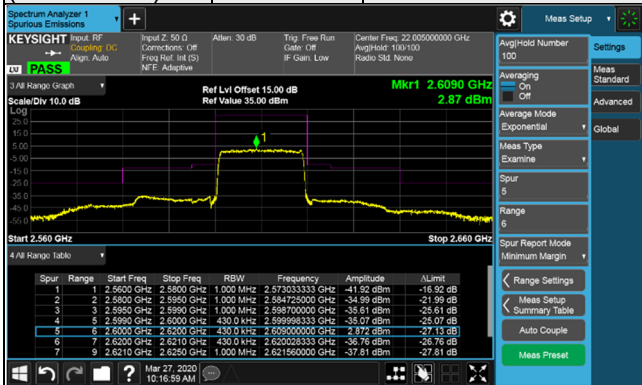 Spectrum Analyzer 1
Spurious Emissions
Meas Setup
KEYSIGHT
Input: RF
Coupling: DC
Align: Auto
Input Z: 50 Ω
Corrections: Off
Freq Ref: Int (S)
NFE: Adaptive
Atten: 30 dB
Trig: Free Run
Gate: Off
IF Gain: Low
Center Freq: 22.005000000 GHz
Avg|Hold: 100/100
Radio Std: None
LVI PASS
3 All Range Graph
Scale/Div 10.0 dB
Ref Lvl Offset 15.00 dB
Ref Value 35.00 dBm
Mkr1 2.6090 GHz
2.87 dBm
Log
25.0
15.0
5.00
-5.00
-15.0
-25.0
-35.0
-45.0
-55.0
1
Start 2.560 GHz
Stop 2.660 GHz
4 All Range Table
Spur Range Start Freq Stop Freq RBW Frequency Amplitude ΔLimit
1 1 2.5600 GHz 2.5800 GHz 1.000 MHz 2.573033333 GHz -41.92 dBm -16.92 dB
2 2 2.5800 GHz 2.5950 GHz 1.000 MHz 2.584725000 GHz -34.99 dBm -21.99 dB
3 3 2.5950 GHz 2.5990 GHz 1.000 MHz 2.598700000 GHz -35.61 dBm -25.61 dB
4 5 2.5990 GHz 2.6000 GHz 430.0 kHz 2.599998333 GHz -35.07 dBm -25.07 dB
5 6 2.6000 GHz 2.6200 GHz 430.0 kHz 2.609000000 GHz 2.872 dBm -27.13 dB
6 7 2.6200 GHz 2.6210 GHz 430.0 kHz 2.620028333 GHz -36.76 dBm -26.76 dB
7 9 2.6210 GHz 2.6250 GHz 1.000 MHz 2.621560000 GHz -37.81 dBm -27.81 dB
Avg|Hold Number
100
Averaging
On
Off
Average Mode
Exponential
Meas Type
Examine
Spur
5
Range
6
Spur Report Mode
Minimum Margin
Range Settings
Meas Setup
Summary Table
Auto Couple
Meas Preset
Settings
Meas
Standard
Advanced
Global
Mar 27, 2020
10:16:59 AM